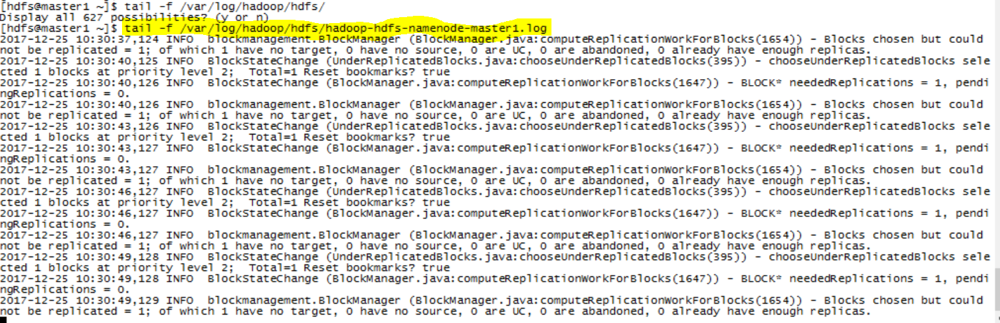 [hdfs@master1 ~]$ tail -f /var/log/hadoop/hdfs/
Display all 627 possibilities? (y or n)
[hdfs@master1 ~]$ tail -f /var/log/hadoop/hdfs/hadoop-hdfs-namenode-master1.log
2017-12-25 10:30:37,124 INFO  blockmanagement.BlockManager (BlockManager.java:computeReplicationWorkForBlocks(1654)) - Blocks chosen but could
not be replicated = 1; of which 1 have no target, 0 have no source, 0 are UC, 0 are abandoned, 0 already have enough replicas.
2017-12-25 10:30:40,125 INFO  BlockStateChange (UnderReplicatedBlocks.java:chooseUnderReplicatedBlocks(395)) - chooseUnderReplicatedBlocks sele
cted 1 blocks at priority level 2;  Total=1 Reset bookmarks? true
2017-12-25 10:30:40,126 INFO  BlockStateChange (BlockManager.java:computeReplicationWorkForBlocks(1647)) - BLOCK* neededReplications = 1, pendi
ngReplications = 0.
2017-12-25 10:30:40,126 INFO  blockmanagement.BlockManager (BlockManager.java:computeReplicationWorkForBlocks(1654)) - Blocks chosen but could
not be replicated = 1; of which 1 have no target, 0 have no source, 0 are UC, 0 are abandoned, 0 already have enough replicas.
2017-12-25 10:30:43,126 INFO  BlockStateChange (UnderReplicatedBlocks.java:chooseUnderReplicatedBlocks(395)) - chooseUnderReplicatedBlocks sele
cted 1 blocks at priority level 2;  Total=1 Reset bookmarks? true
2017-12-25 10:30:43,127 INFO  BlockStateChange (BlockManager.java:computeReplicationWorkForBlocks(1647)) - BLOCK* neededReplications = 1, pendi
ngReplications = 0.
2017-12-25 10:30:43,127 INFO  blockmanagement.BlockManager (BlockManager.java:computeReplicationWorkForBlocks(1654)) - Blocks chosen but could
not be replicated = 1; of which 1 have no target, 0 have no source, 0 are UC, 0 are abandoned, 0 already have enough replicas.
2017-12-25 10:30:46,127 INFO  BlockStateChange (UnderReplicatedBlocks.java:chooseUnderReplicatedBlocks(395)) - chooseUnderReplicatedBlocks sele
cted 1 blocks at priority level 2;  Total=1 Reset bookmarks? true
2017-12-25 10:30:46,127 INFO  BlockStateChange (BlockManager.java:computeReplicationWorkForBlocks(1647)) - BLOCK* neededReplications = 1, pendi
ngReplications = 0.
2017-12-25 10:30:46,127 INFO  blockmanagement.BlockManager (BlockManager.java:computeReplicationWorkForBlocks(1654)) - Blocks chosen but could
not be replicated = 1; of which 1 have no target, 0 have no source, 0 are UC, 0 are abandoned, 0 already have enough replicas.
2017-12-25 10:30:49,128 INFO  BlockStateChange (UnderReplicatedBlocks.java:chooseUnderReplicatedBlocks(395)) - chooseUnderReplicatedBlocks sele
cted 1 blocks at priority level 2;  Total=1 Reset bookmarks? true
2017-12-25 10:30:49,128 INFO  BlockStateChange (BlockManager.java:computeReplicationWorkForBlocks(1647)) - BLOCK* neededReplications = 1, pendi
ngReplications = 0.
2017-12-25 10:30:49,129 INFO  blockmanagement.BlockManager (BlockManager.java:computeReplicationWorkForBlocks(1654)) - Blocks chosen but could
not be replicated = 1; of which 1 have no target, 0 have no source, 0 are UC, 0 are abandoned, 0 already have enough replicas.